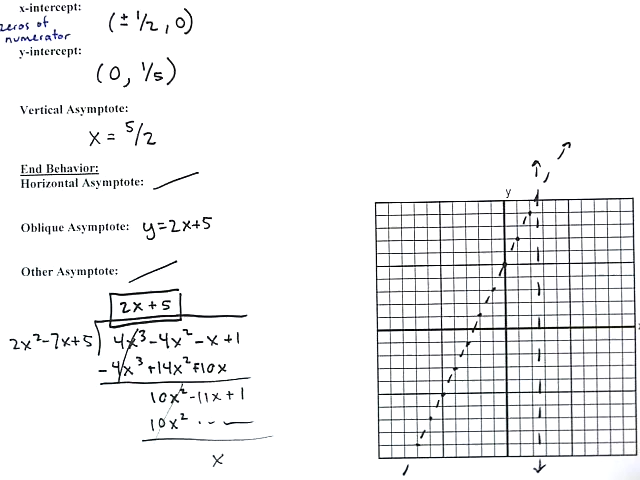 x-intercept:
zeros of
numerator
(± 1/2, 0)
y-intercept:
(0, 1/5)
Vertical Asymptote:
x = 5/2
End Behavior:
Horizontal Asymptote:
Oblique Asymptote: y=2x+5
Other Asymptote:
2x+5
2x²-7x+5 4x³-4x²-x+1
-4x³+14x²+10x
10x²-11x+1
10x²
x
y